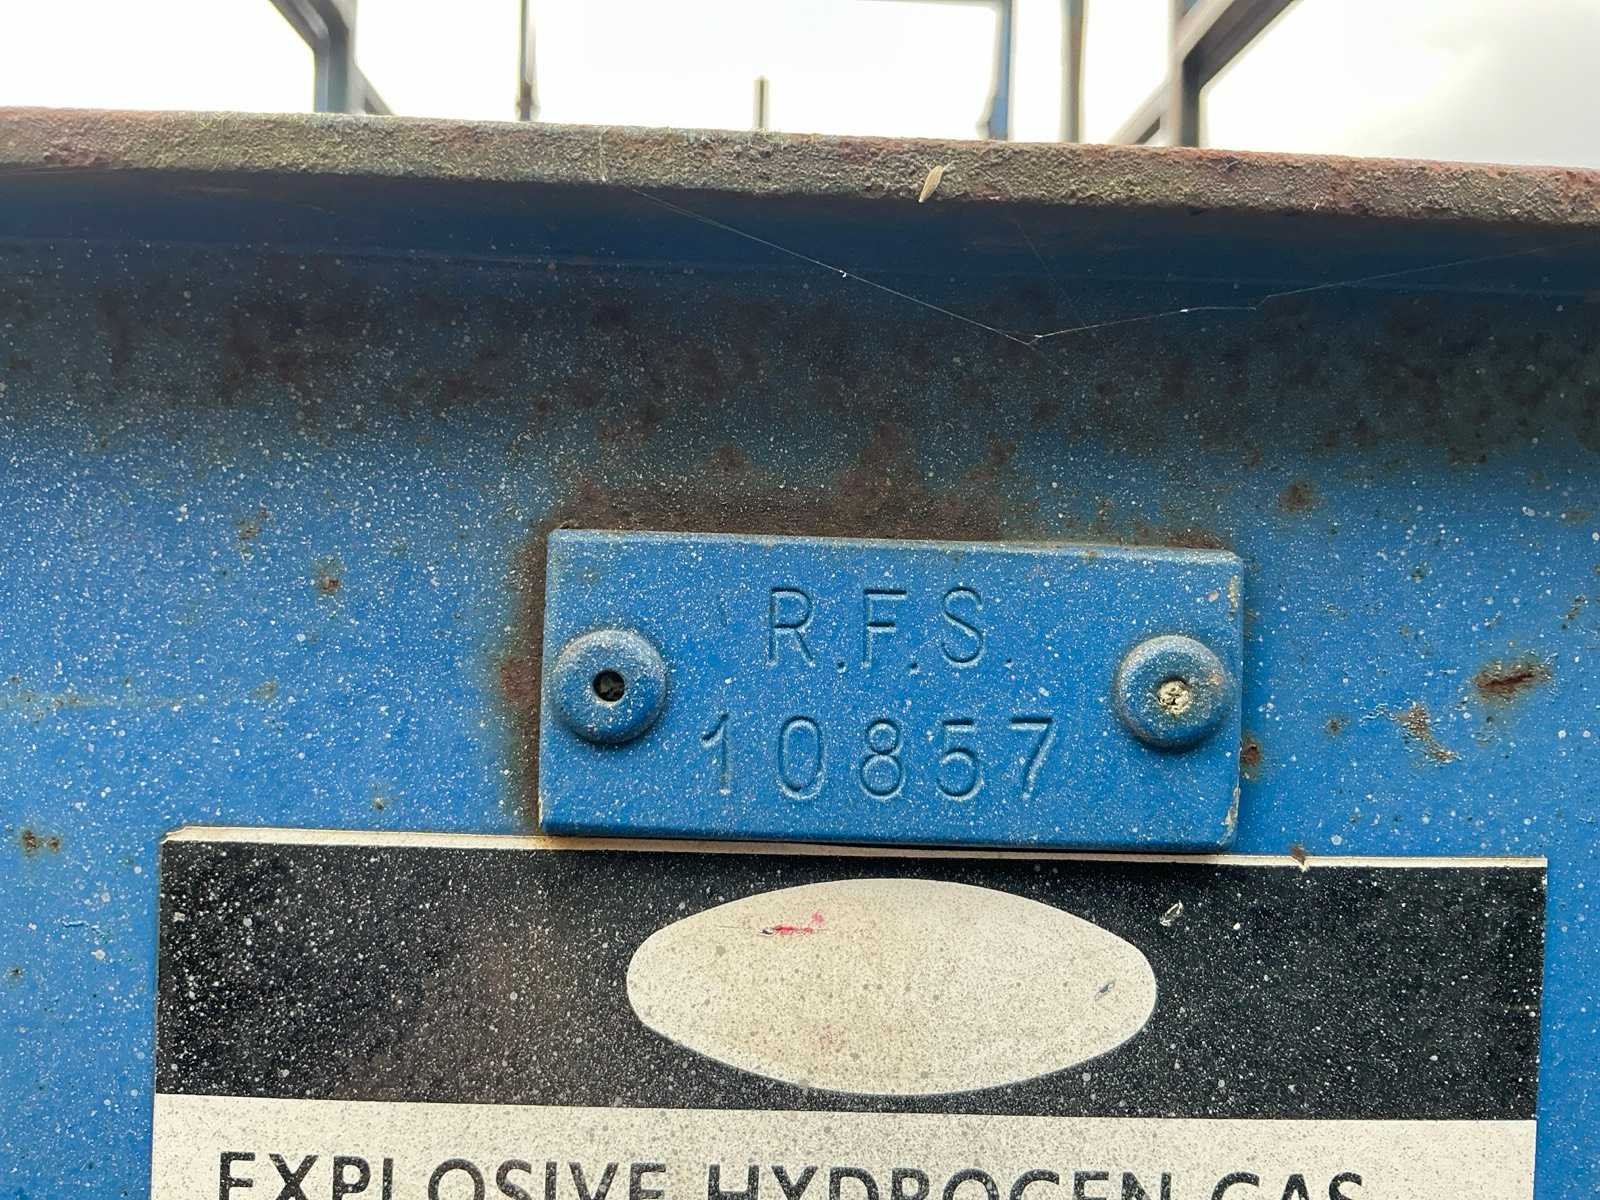 R.F.S.
10857
EXPLOSIVE HYDROGEN GAS